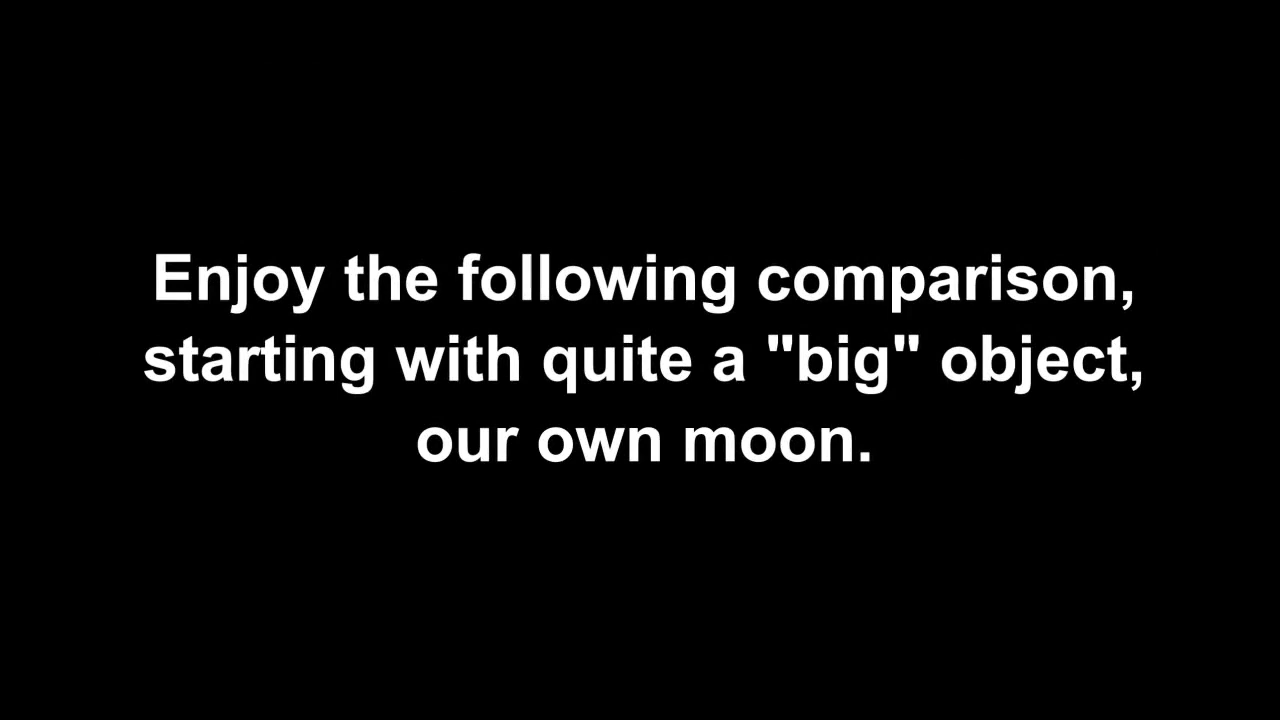 Enjoy the following comparison,
starting with quite a "big" object,
our own moon.